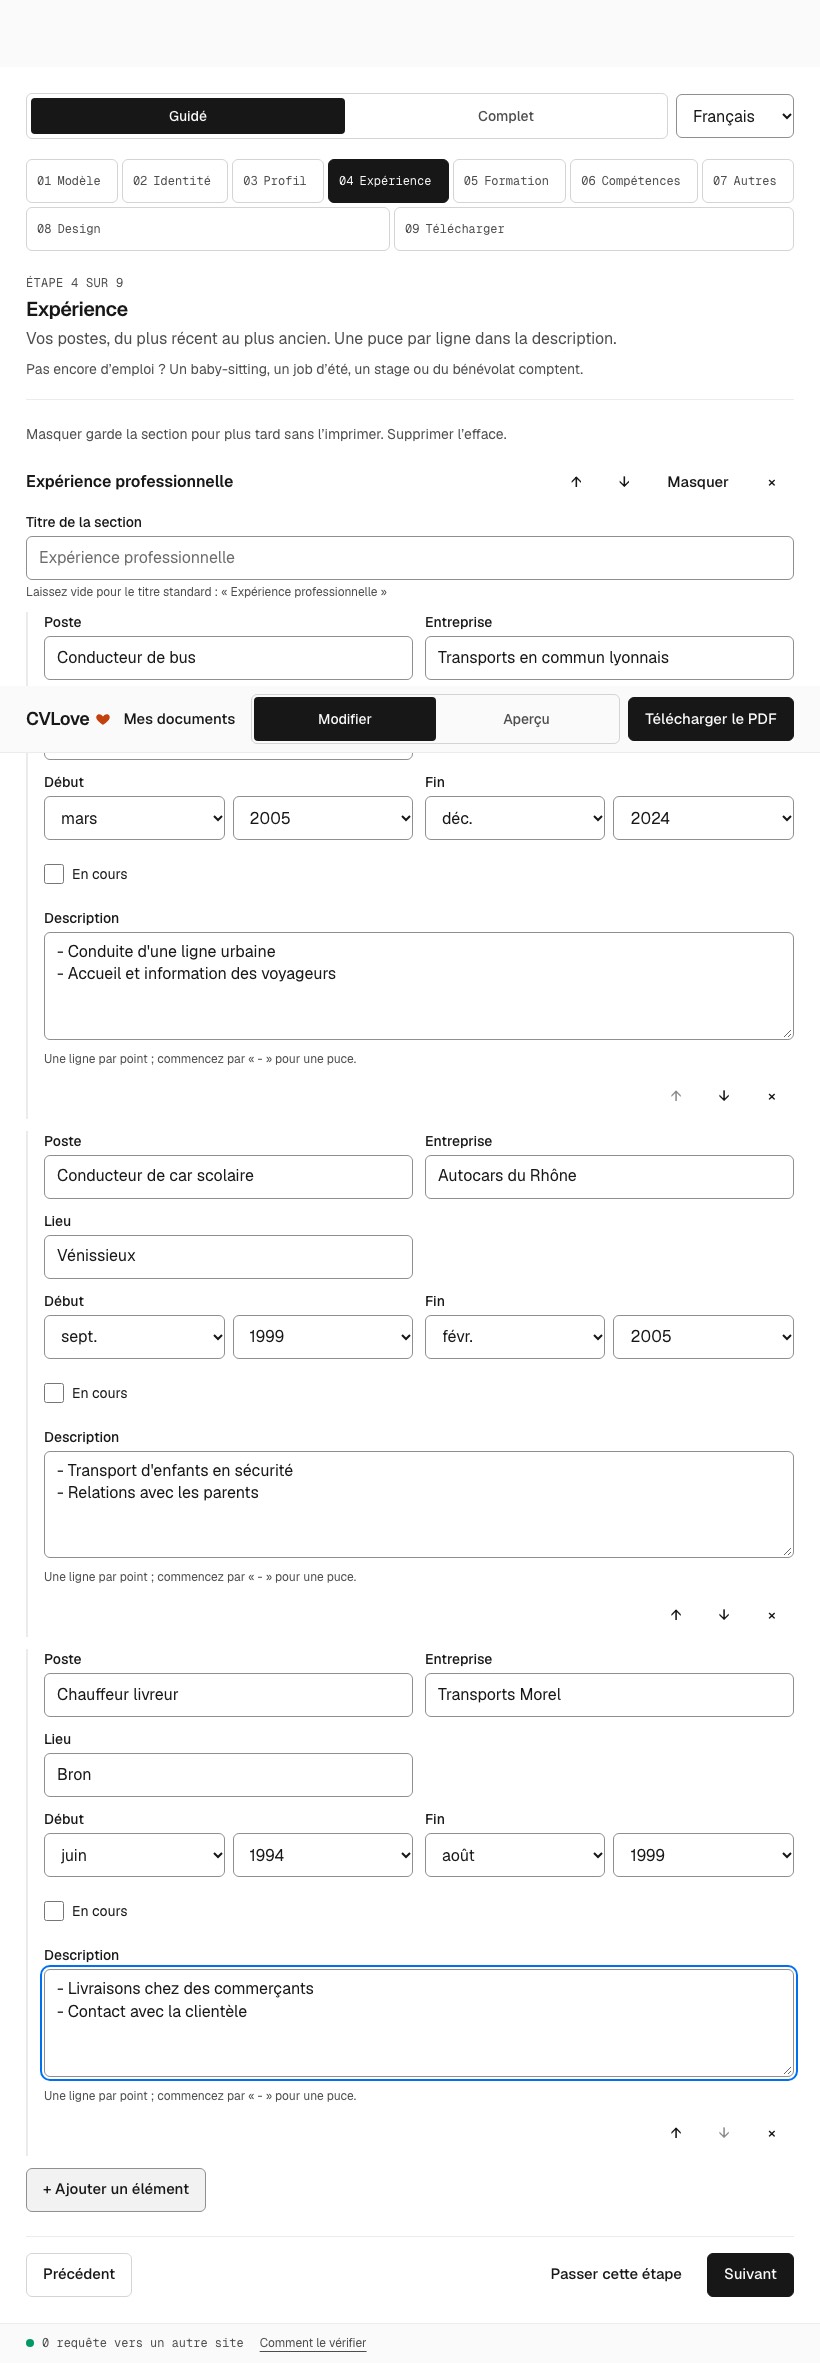 Guidé
Complet
Français
01 Modèle
02 Identité
03 Profil
04 Expérience
05 Formation
06 Compétences
07 Autres
08 Design
09 Télécharger
ÉTAPE 4 SUR 9
Expérience
Vos postes, du plus récent au plus ancien. Une puce par ligne dans la description.
Pas encore d’emploi ? Un baby-sitting, un job d’été, un stage ou du bénévolat comptent.
Masquer garde la section pour plus tard sans l’imprimer. Supprimer l’efface.
Expérience professionnelle
↑ ↓ Masquer ×
Titre de la section
Expérience professionnelle
Laissez vide pour le titre standard : « Expérience professionnelle »
Poste
Entreprise
Conducteur de bus
Transports en commun lyonnais
CVLove
Mes documents
Modifier
Aperçu
Télécharger le PDF
Début
Fin
mars
2005
déc.
2024
En cours
Description
- Conduite d'une ligne urbaine
- Accueil et information des voyageurs
Une ligne par point ; commencez par « - » pour une puce.
↑ ↓ ×
Poste
Entreprise
Conducteur de car scolaire
Autocars du Rhône
Lieu
Vénissieux
Début
Fin
sept.
1999
févr.
2005
En cours
Description
- Transport d'enfants en sécurité
- Relations avec les parents
Une ligne par point ; commencez par « - » pour une puce.
↑ ↓ ×
Poste
Entreprise
Chauffeur livreur
Transports Morel
Lieu
Bron
Début
Fin
juin
1994
août
1999
En cours
Description
- Livraisons chez des commerçants
- Contact avec la clientèle
Une ligne par point ; commencez par « - » pour une puce.
↑ ↓ ×
+ Ajouter un élément
Précédent
Passer cette étape
Suivant
0 requête vers un autre site
Comment le vérifier